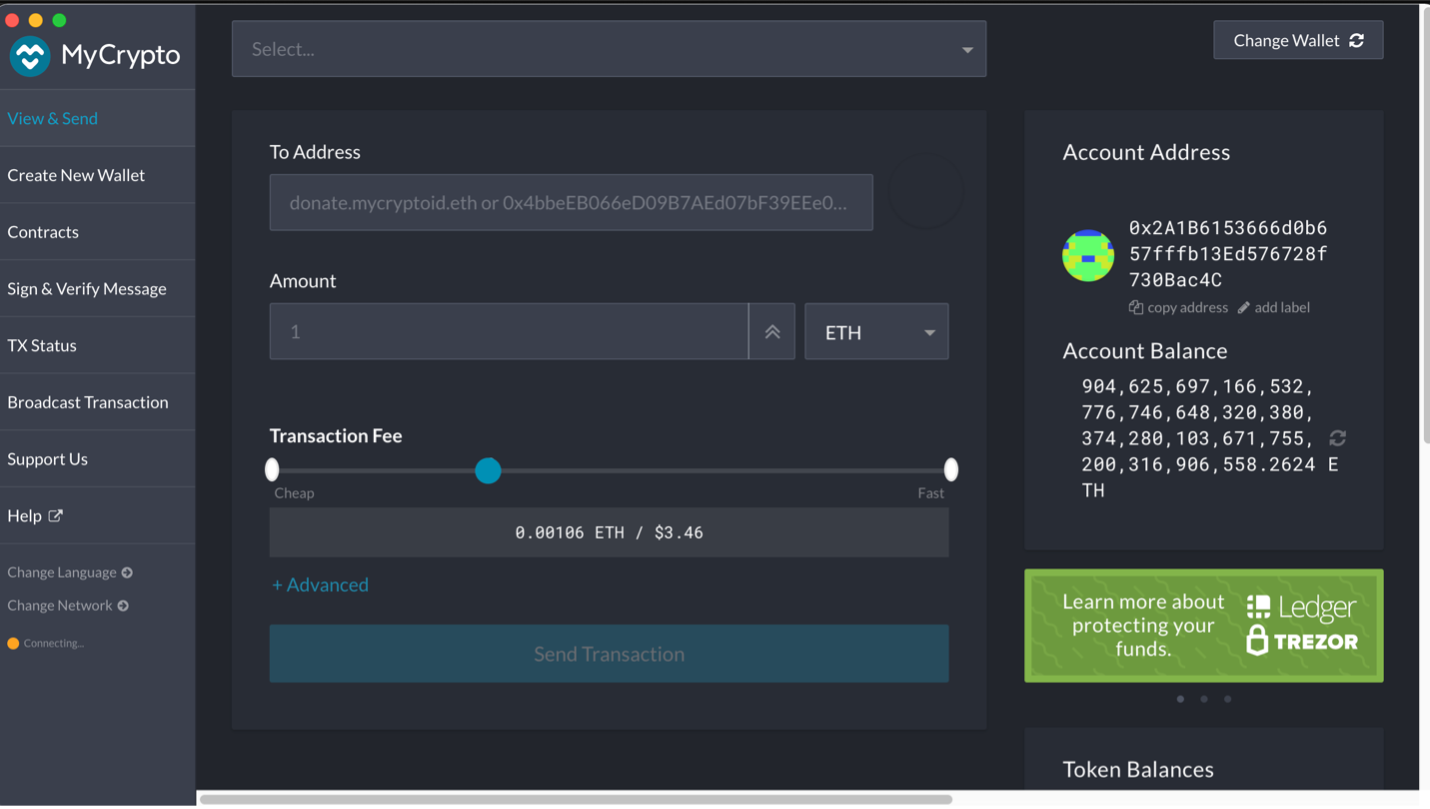 MyCrypto
View & Send
Create New Wallet
Contracts
Sign & Verify Message
TX Status
Broadcast Transaction
Support Us
Help
Change Language
Change Network
Connecting...
Select...
Change Wallet
To Address
donate.mycryptoid.eth or 0x4bbeEB066eD09B7AEd07bF39EEe0...
Amount
1
ETH
Transaction Fee
Cheap
Fast
0.00106 ETH / $3.46
+ Advanced
Send Transaction
Account Address
0x2A1B6153666d0b6
57fffb13Ed576728f
730Bac4C
copy address add label
Account Balance
904,625,697,166,532,
776,746,648,320,380,
374,280,103,671,755,
200,316,906,558.2624 E
TH
Learn more about
protecting your
funds.
Ledger
TREZOR
Token Balances